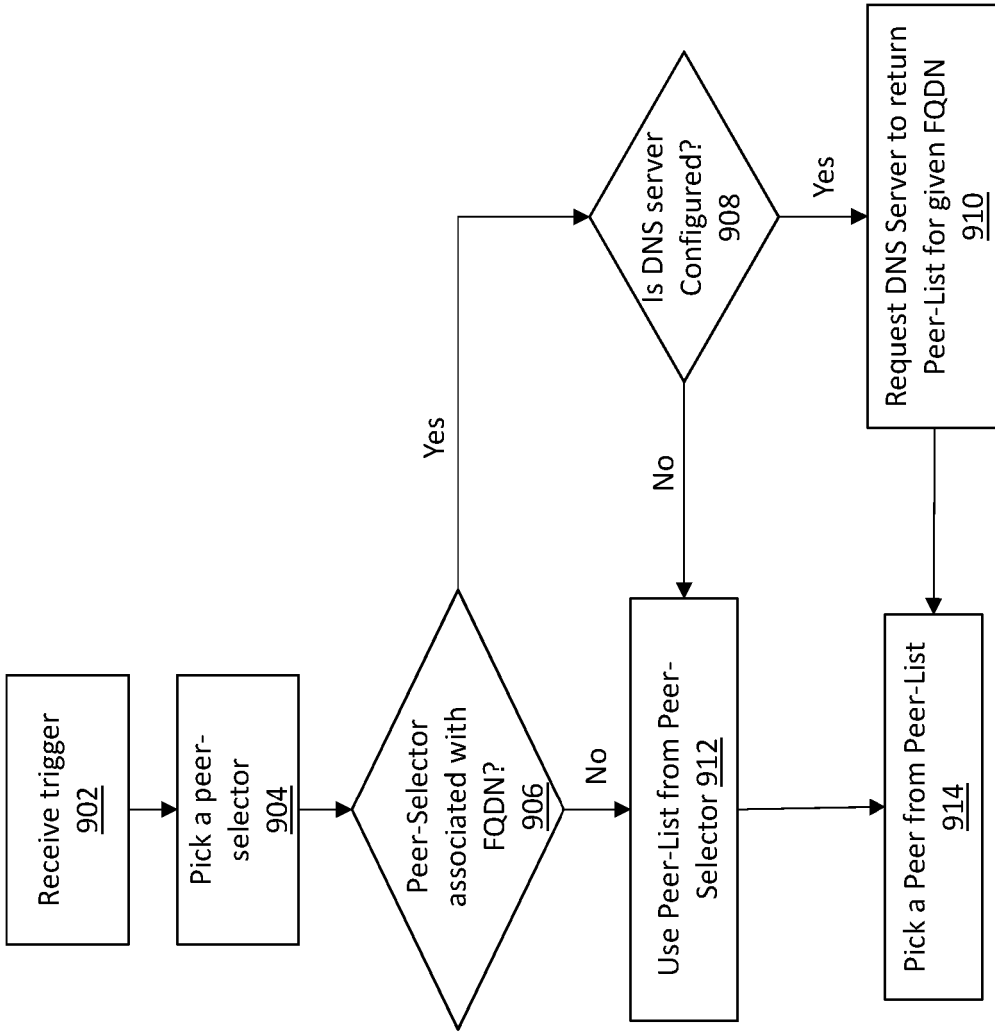 Receive trigger
902
Pick a peer-
selector
904
Peer-Selector
associated with
FQDN?
906
Yes
No
Is DNS server
Configured?
908
No
Yes
Use Peer-List from Peer-
Selector 912
Request DNS Server to return
Peer-List for given FQDN
910
Pick a Peer from Peer-List
914